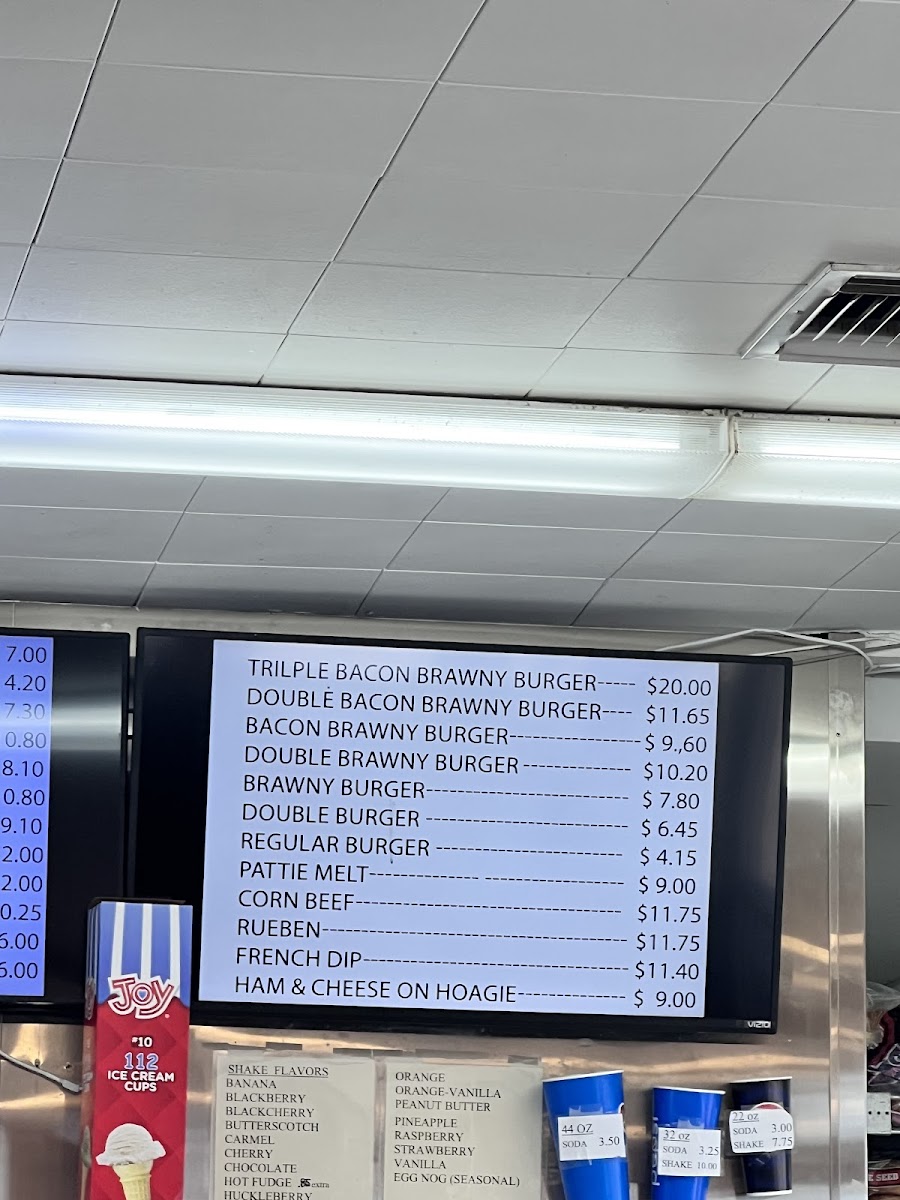 7.00
4.20
7.30
0.80
8.10
0.80
9.10
2.00
2.00
0.25
6.00
6.00
TRILPLE BACON BRAWNY BURGER----- $20.00
DOUBLE BACON BRAWNY BURGER---- $11.65
BACON BRAWNY BURGER----------------- $ 9.,60
DOUBLE BRAWNY BURGER -------------- $10.20
BRAWNY BURGER-------------------------- $ 7.80
DOUBLE BURGER -------------------------- $ 6.45
REGULAR BURGER ------------------------ $ 4.15
PATTIE MELT-------------- ------------------ $ 9.00
CORN BEEF---------------------------------- $11.75
RUEBEN--------------------------------------- $11.75
FRENCH DIP---------------------------------- $11.40
HAM & CHEESE ON HOAGIE-------------- $ 9.00
VIZIO
JOY
#10
112
ICE CREAM
CUPS
SHAKE FLAVORS
BANANA
BLACKBERRY
BLACKCHERRY
BUTTERSCOTCH
CARMEL
CHERRY
CHOCOLATE
HOT FUDGE .85 extra
HUCKLEBERRY
ORANGE
ORANGE-VANILLA
PEANUT BUTTER
PINEAPPLE
RASPBERRY
STRAWBERRY
VANILLA
EGG NOG (SEASONAL)
44 OZ
SODA 3.50
32 oz
SODA 3.25
SHAKE 10.00
22 oz
SODA 3.00
SHAKE 7.75